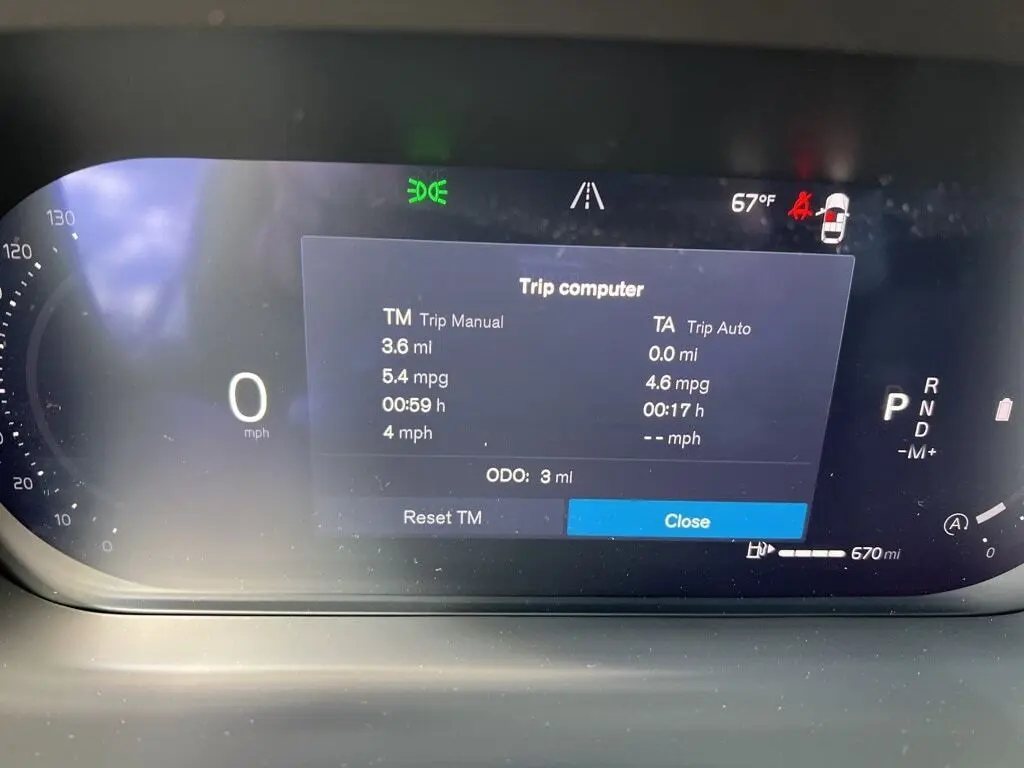 130
120
20
10
0
0
mph
67°F
Trip computer
TM Trip Manual
3.6 mi
5.4 mpg
00:59 h
4 mph
TA Trip Auto
0.0 mi
4.6 mpg
00:17 h
-- mph
ODO: 3 mi
Reset TM
Close
P
R
N
D
-M+
A
0
670 mi